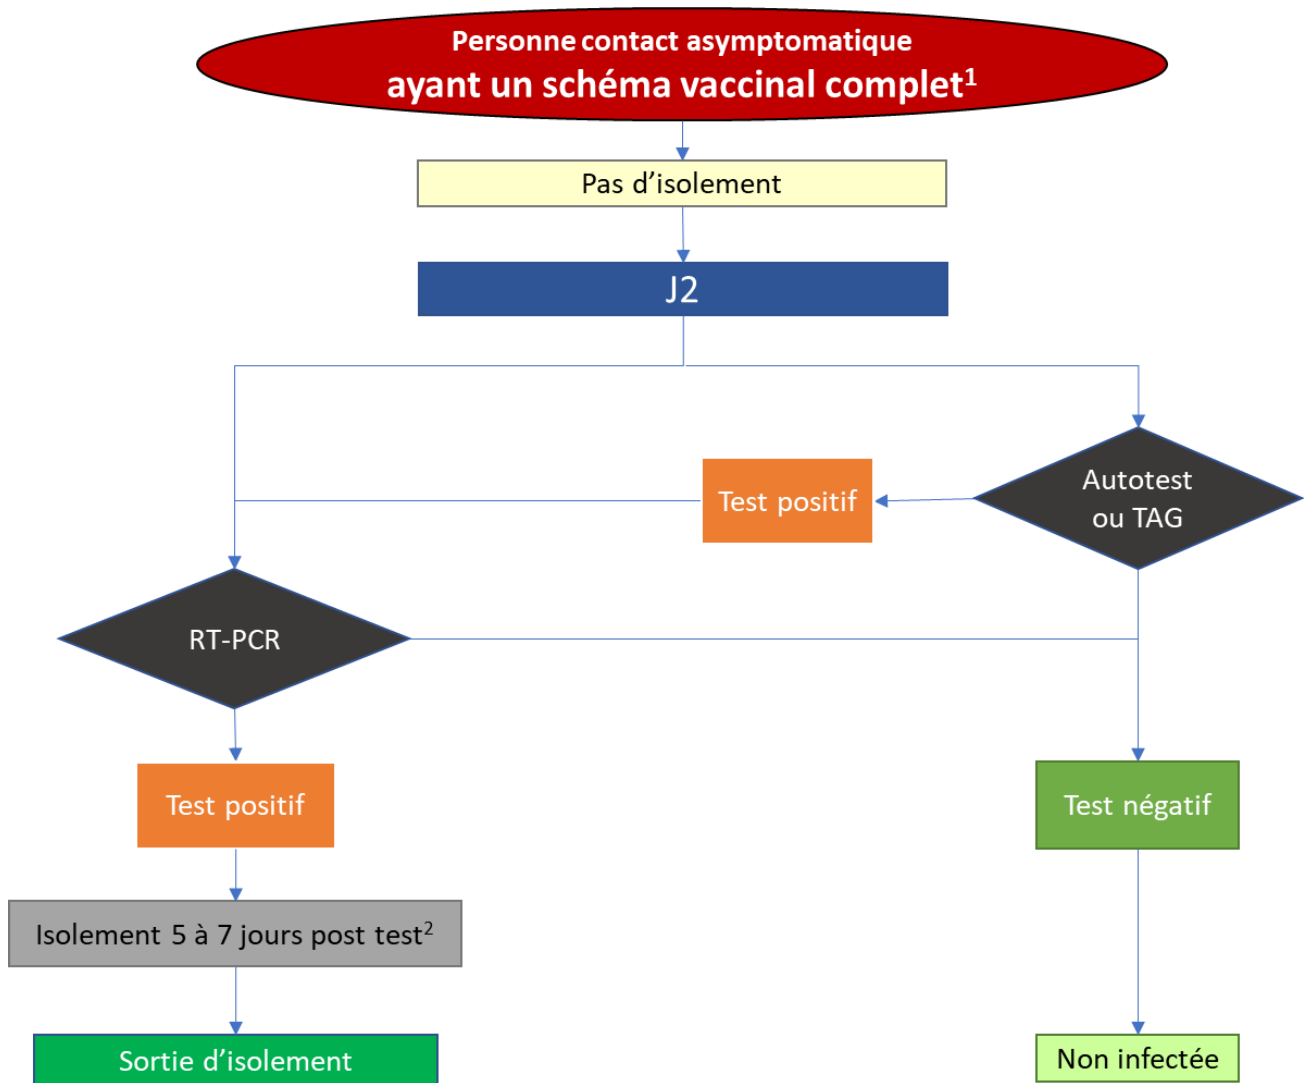 Personne contact asymptomatique
ayant un schéma vaccinal complet¹
Pas d’isolement
J2
Autotest
ou TAG
Test positif
RT-PCR
Test positif
Test négatif
Isolement 5 à 7 jours post test²
Sortie d’isolement
Non infectée